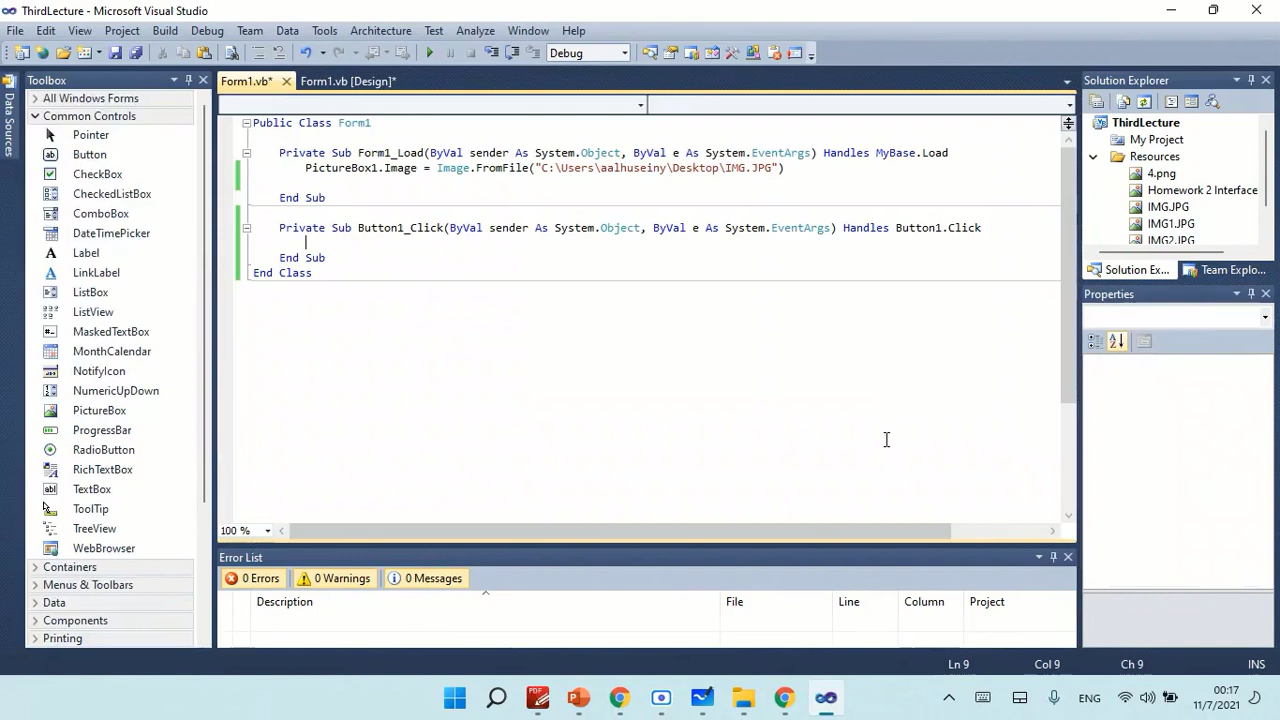 ThirdLecture - Microsoft Visual Studio
File Edit View Project Build Debug Team Data Tools Architecture Test Analyze Window Help
Debug
Data Sources
Toolbox
All Windows Forms
Common Controls
Pointer
Button
CheckBox
CheckedListBox
ComboBox
DateTimePicker
Label
LinkLabel
ListBox
ListView
MaskedTextBox
MonthCalendar
NotifyIcon
NumericUpDown
PictureBox
ProgressBar
RadioButton
RichTextBox
TextBox
ToolTip
TreeView
WebBrowser
Containers
Menus & Toolbars
Data
Components
Printing
Form1.vb* Form1.vb [Design]*
Public Class Form1
Private Sub Form1_Load(ByVal sender As System.Object, ByVal e As System.EventArgs) Handles MyBase.Load
PictureBox1.Image = Image.FromFile("C:\Users\aalhuseiny\Desktop\IMG.JPG")
End Sub
Private Sub Button1_Click(ByVal sender As System.Object, ByVal e As System.EventArgs) Handles Button1.Click
End Sub
End Class
100 %
Error List
0 Errors 0 Warnings 0 Messages
Description File Line Column Project
Solution Explorer
ThirdLecture
My Project
Resources
4.png
Homework 2 Interface
IMG.JPG
IMG1.JPG
IMG2.JPG
Solution Ex... Team Explo...
Properties
Ln 9 Col 9 Ch 9 INS
ENG
00:17
11/7/2021